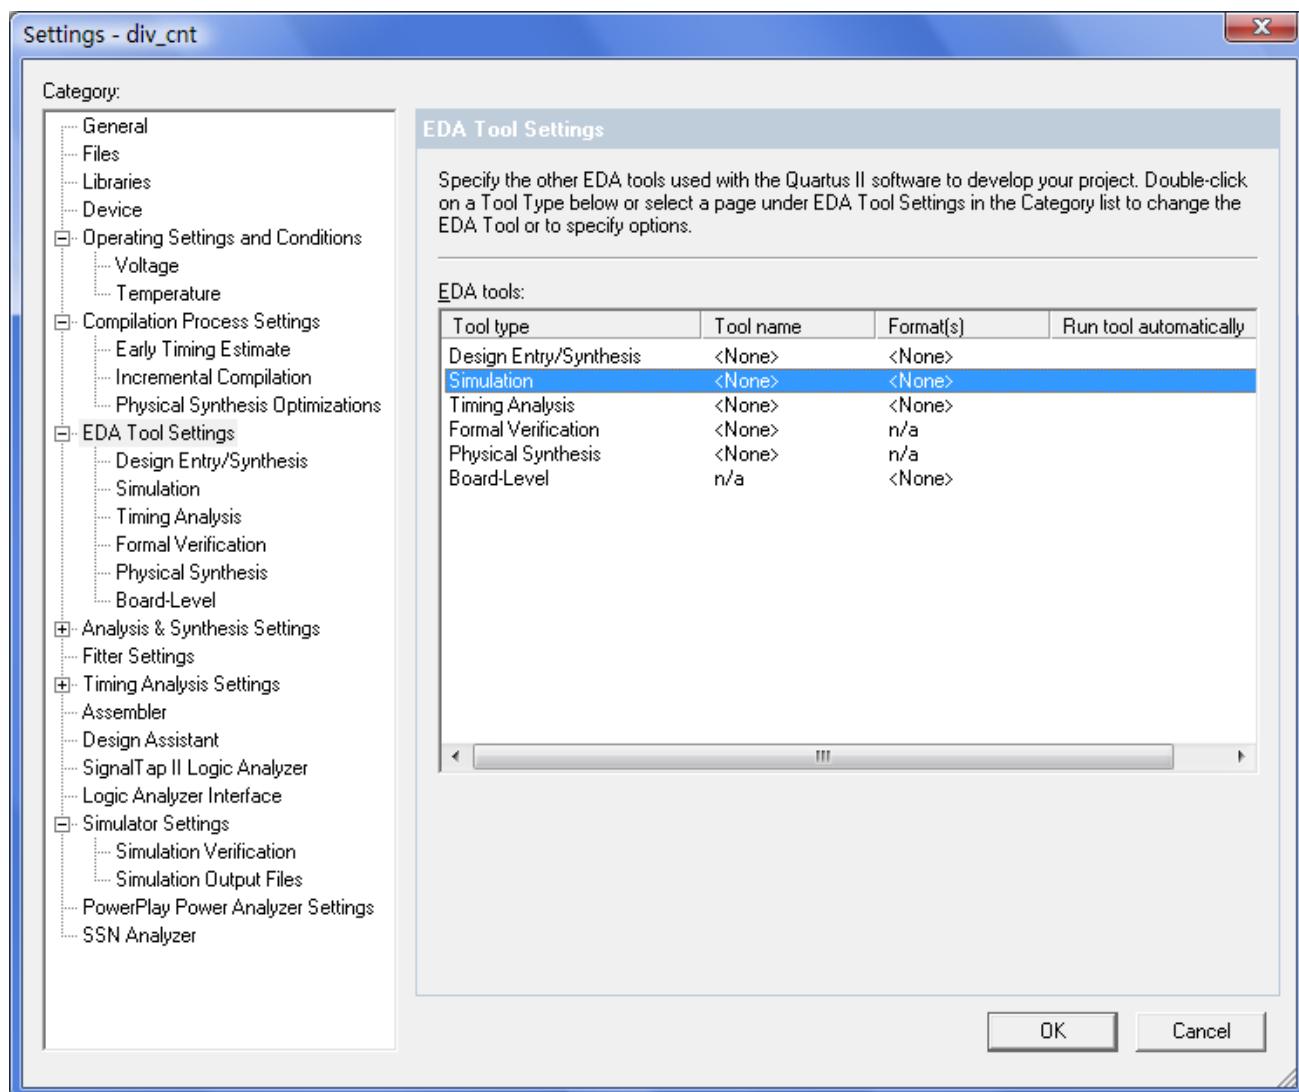 Settings - div_cnt
Category:
General
Files
Libraries
Device
Operating Settings and Conditions
Voltage
Temperature
Compilation Process Settings
Early Timing Estimate
Incremental Compilation
Physical Synthesis Optimizations
EDA Tool Settings
Design Entry/Synthesis
Simulation
Timing Analysis
Formal Verification
Physical Synthesis
Board-Level
Analysis & Synthesis Settings
Fitter Settings
Timing Analysis Settings
Assembler
Design Assistant
SignalTap II Logic Analyzer
Logic Analyzer Interface
Simulator Settings
Simulation Verification
Simulation Output Files
PowerPlay Power Analyzer Settings
SSN Analyzer
EDA Tool Settings
Specify the other EDA tools used with the Quartus II software to develop your project. Double-click
on a Tool Type below or select a page under EDA Tool Settings in the Category list to change the
EDA Tool or to specify options.
EDA tools:
Tool type Tool name Format(s) Run tool automatically
Design Entry/Synthesis <None> <None>
Simulation <None> <None>
Timing Analysis <None> <None>
Formal Verification <None> n/a
Physical Synthesis <None> n/a
Board-Level n/a <None>
OK Cancel